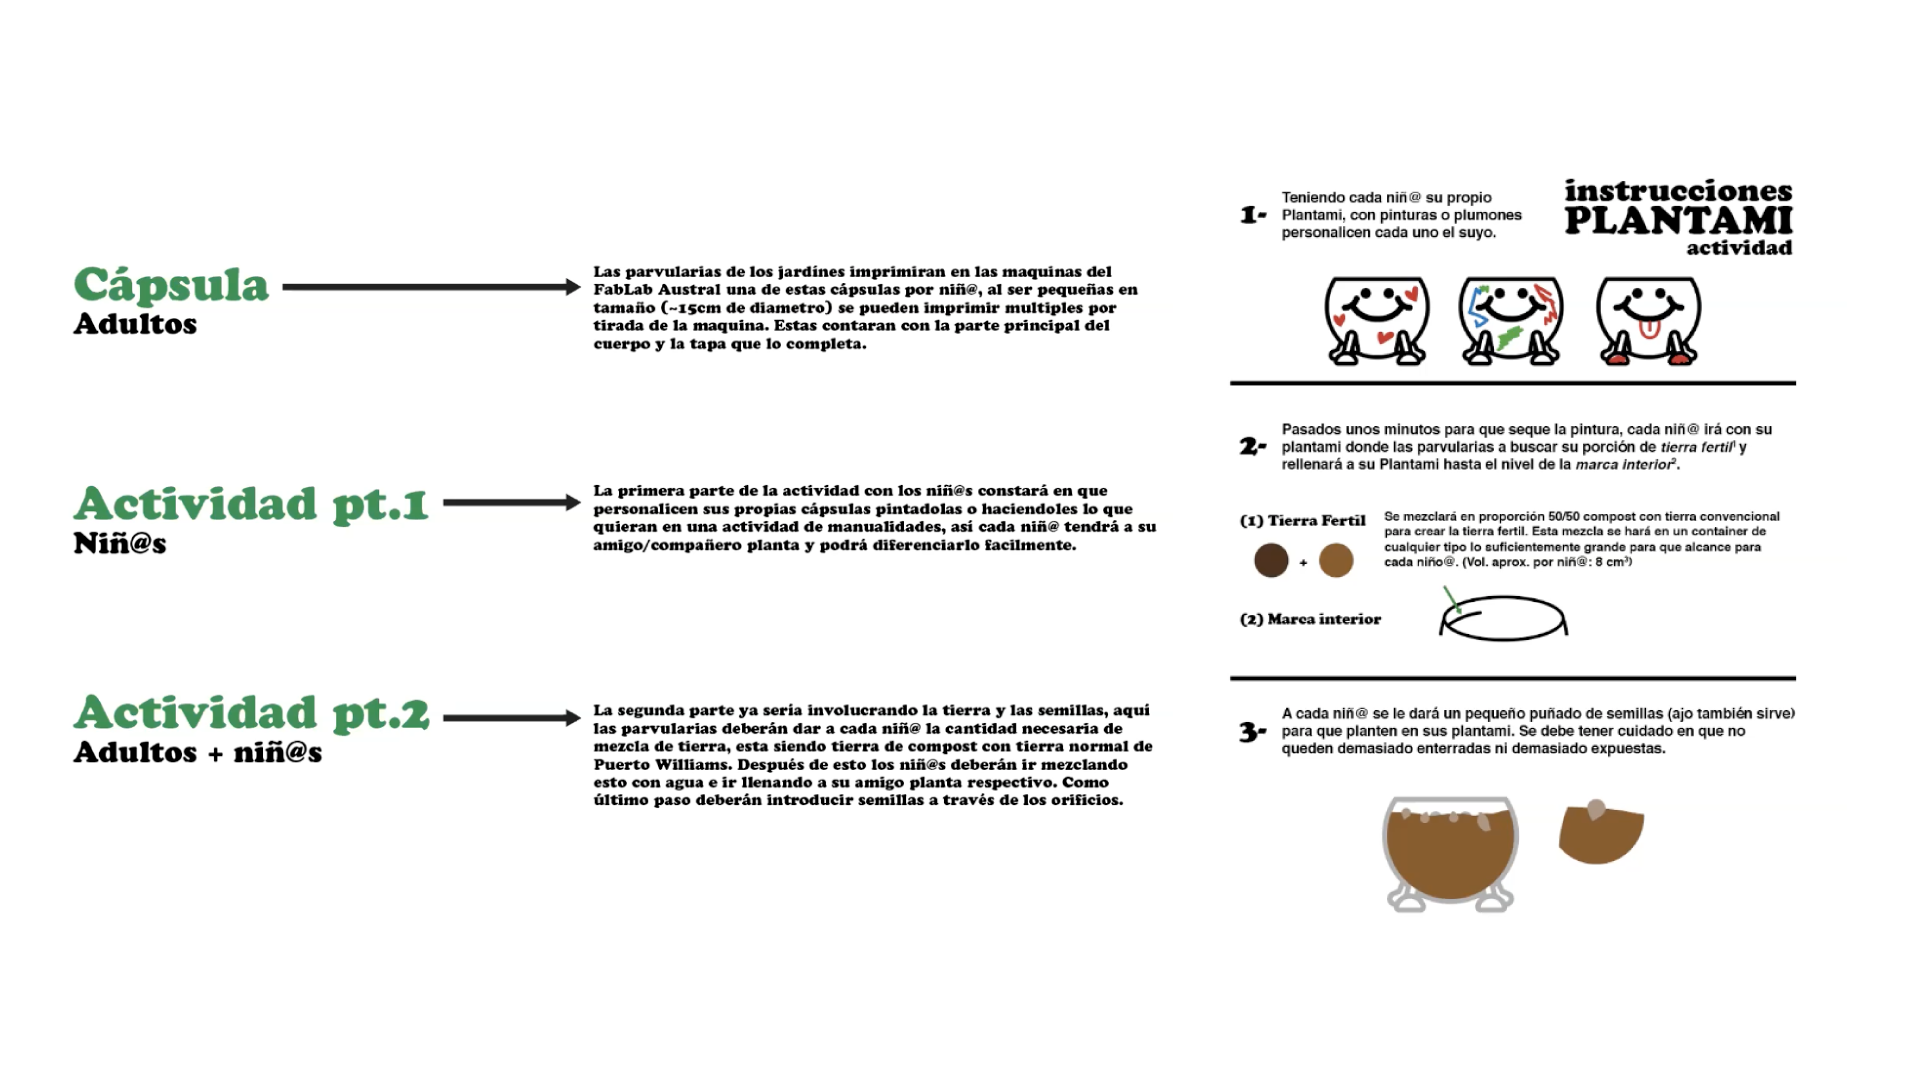 Cápsula
Adultos
Las parvularias de los jardínes imprimiran en las maquinas del
FabLab Austral una de estas cápsulas por niñ@, al ser pequeñas en
tamaño (~15cm de diametro) se pueden imprimir multiples por
tirada de la maquina. Estas contaran con la parte principal del
cuerpo y la tapa que lo completa.
Actividad pt.1
Niñ@s
La primera parte de la actividad con los niñ@s constará en que
personalicen sus propias cápsulas pintadolas o haciendoles lo que
quieran en una actividad de manualidades, así cada niñ@ tendrá a su
amigo/compañero planta y podrá diferenciarlo facilmente.
Actividad pt.2
Adultos + niñ@s
La segunda parte ya sería involucrando la tierra y las semillas, aquí
las parvularias deberán dar a cada niñ@ la cantidad necesaria de
mezcla de tierra, esta siendo tierra de compost con tierra normal de
Puerto Williams. Después de esto los niñ@s deberán ir mezclando
esto con agua e ir llenando a su amigo planta respectivo. Como
último paso deberán introducir semillas a través de los orificios.
instrucciones
PLANTAMI
actividad
1-
Teniendo cada niñ@ su propio
Plantami, con pinturas o plumones
personalicen cada uno el suyo.
2-
Pasados unos minutos para que seque la pintura, cada niñ@ irá con su
plantami donde las parvularias a buscar su porción de tierra fertil¹ y
rellenará a su Plantami hasta el nivel de la marca interior².
(1) Tierra Fertil
Se mezclará en proporción 50/50 compost con tierra convencional
para crear la tierra fertil. Esta mezcla se hará en un container de
cualquier tipo lo suficientemente grande para que alcance para
cada niño@. (Vol. aprox. por niñ@: 8 cm³)
+
(2) Marca interior
3-
A cada niñ@ se le dará un pequeño puñado de semillas (ajo también sirve)
para que planten en sus plantami. Se debe tener cuidado en que no
queden demasiado enterradas ni demasiado expuestas.